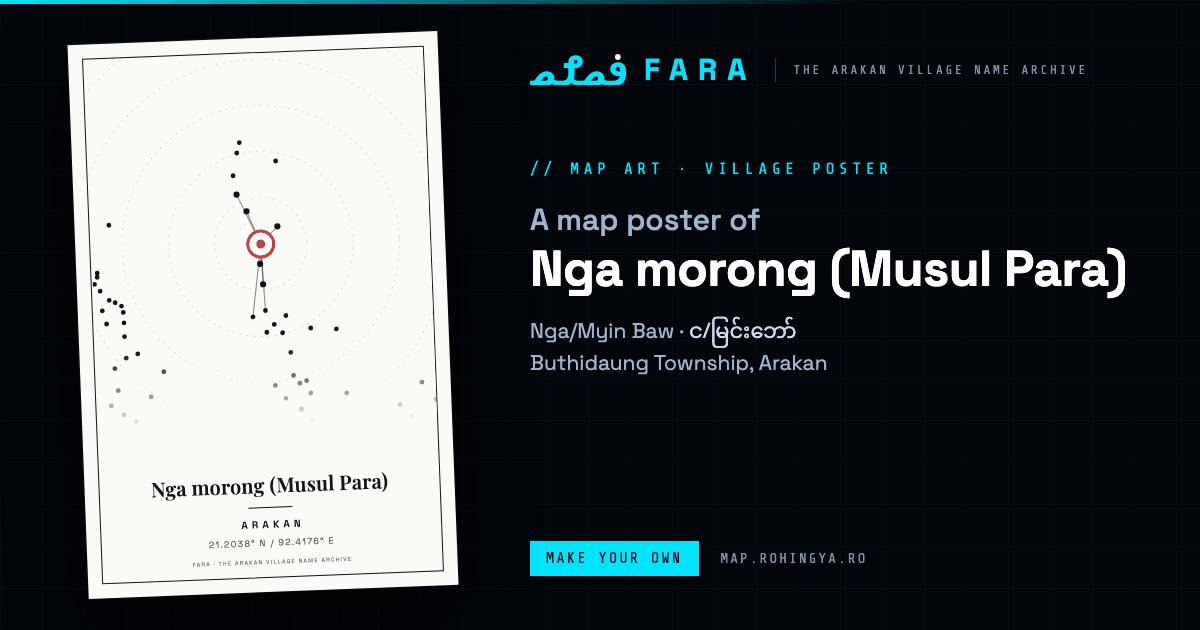 FARA
THE ARAKAN VILLAGE NAME ARCHIVE
// MAP ART · VILLAGE POSTER
A map poster of
Nga morong (Musul Para)
Nga/Myin Baw · င/မြင်းဘော်
Buthidaung Township, Arakan
MAKE YOUR OWN
MAP.ROHINGYA.RO
Nga morong (Musul Para)
ARAKAN
21.2038° N / 92.4176° E
FARA · THE ARAKAN VILLAGE NAME ARCHIVE